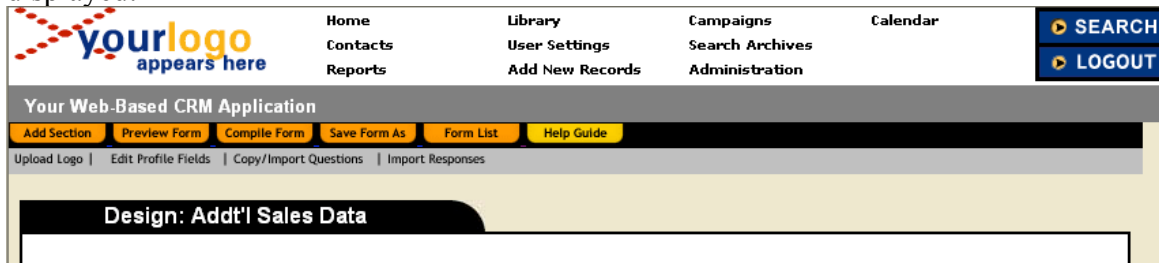 displayed.
Home Library Campaigns Calendar
Contacts User Settings Search Archives
Reports Add New Records Administration
yourlogo
appears here
SEARCH
LOGOUT
Your Web-Based CRM Application
Add Section Preview Form Compile Form Save Form As Form List Help Guide
Upload Logo | Edit Profile Fields | Copy/Import Questions | Import Responses
Design: Addt'l Sales Data